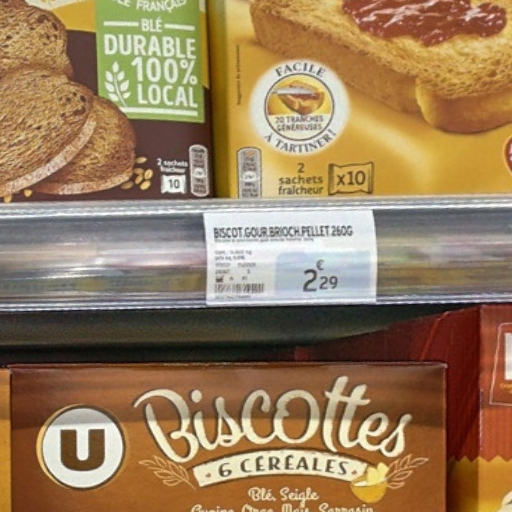 LE FRANÇAIS
BLÉ
DURABLE
100%
LOCAL
2 sachets
fraîcheur
10
FACILE
20 TRANCHES
GÉNÉREUSES
À TARTINER!
2
sachets
fraîcheur
x10
BISCOT.GOUR.BRIOCH.PELLET.260G
€
2 29
U
Biscottes
6 CÉRÉALES
Blé, Seigle